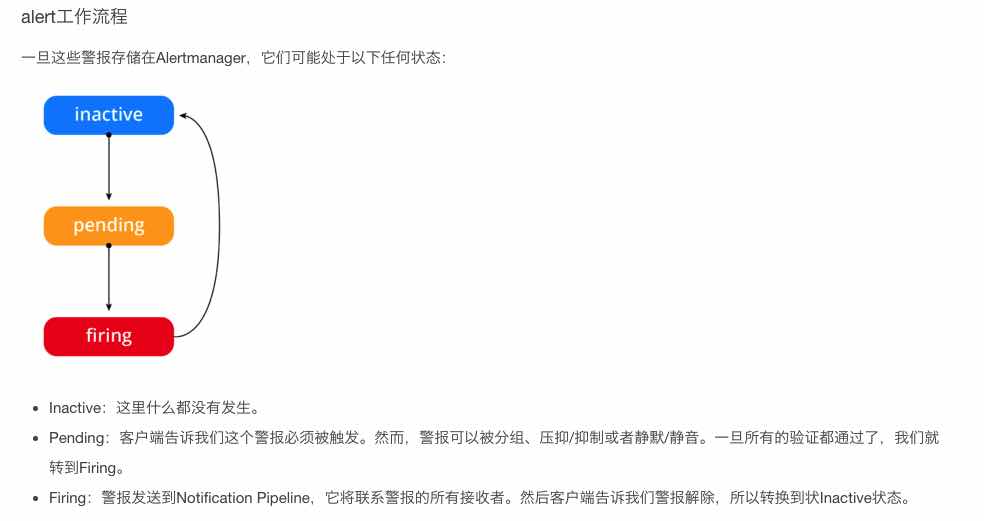 alert工作流程
一旦这些警报存储在Alertmanager，它们可能处于以下任何状态：
inactive
pending
firing
• Inactive：这里什么都没有发生。
• Pending：客户端告诉我们这个警报必须被触发。然而，警报可以被分组、压抑/抑制或者静默/静音。一旦所有的验证都通过了，我们就
转到Firing。
• Firing：警报发送到Notification Pipeline，它将联系警报的所有接收者。然后客户端告诉我们警报解除，所以转换到状Inactive状态。